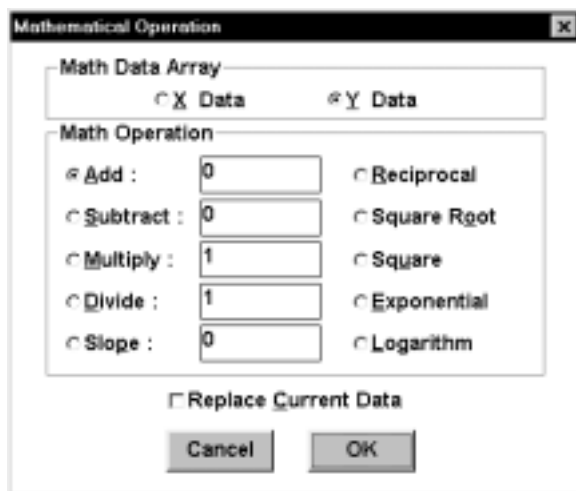 Mathematical Operation
Math Data Array
X Data Y Data
Math Operation
Add : 0 Reciprocal
Subtract : 0 Square Root
Multiply : 1 Square
Divide : 1 Exponential
Slope : 0 Logarithm
Replace Current Data
Cancel OK